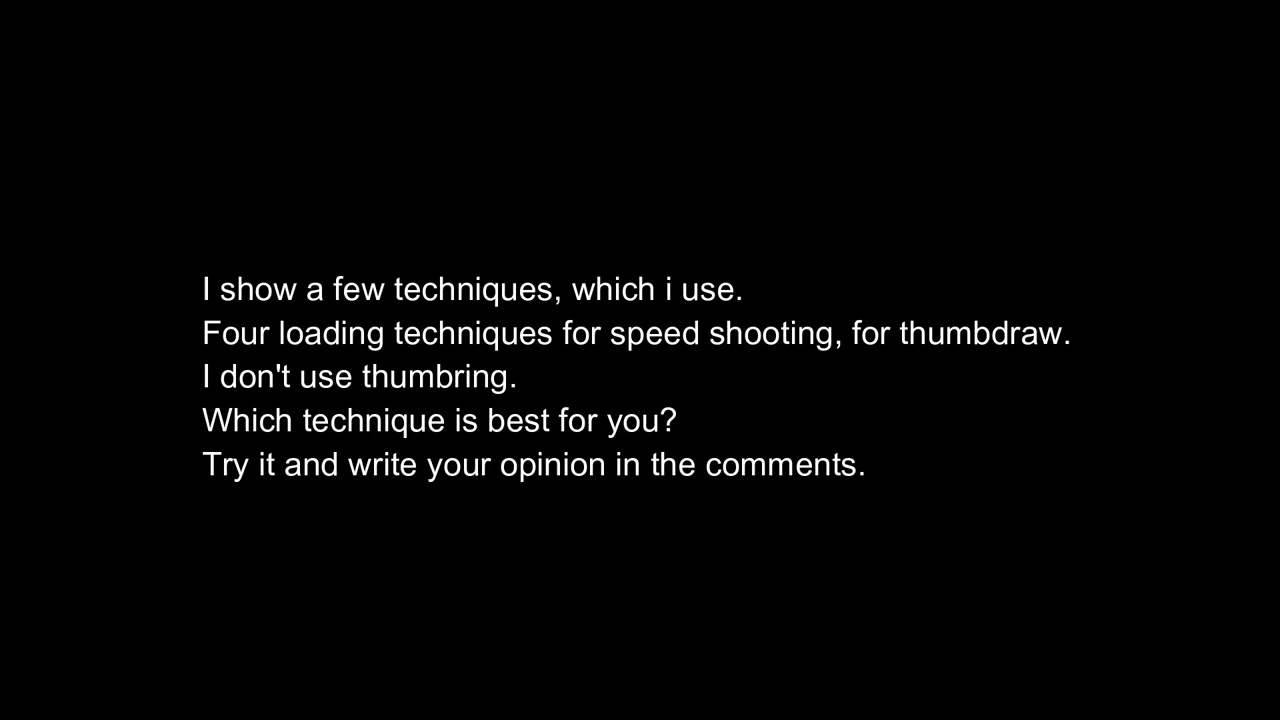 I show a few techniques, which i use.
Four loading techniques for speed shooting, for thumbdraw.
I don't use thumbring.
Which technique is best for you?
Try it and write your opinion in the comments.